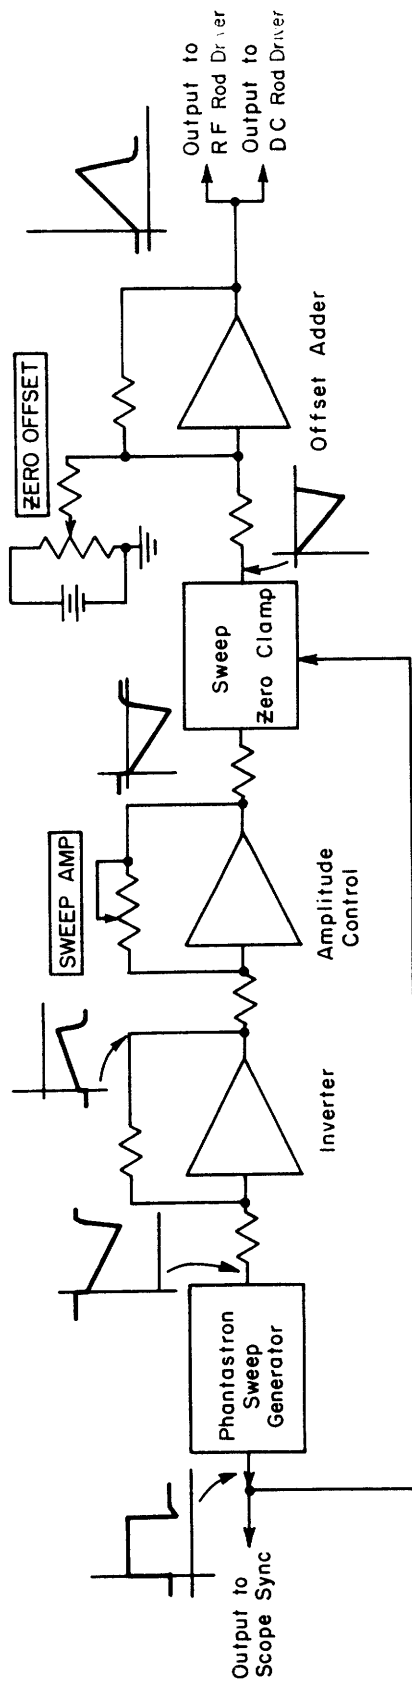 Output to
Scope Sync
Phantastron
Sweep
Generator
Inverter
SWEEP AMP
Amplitude
Control
Sweep
Zero Clamp
ZERO OFFSET
Offset Adder
Output to
RF Rod Driver
Output to
DC Rod Driver